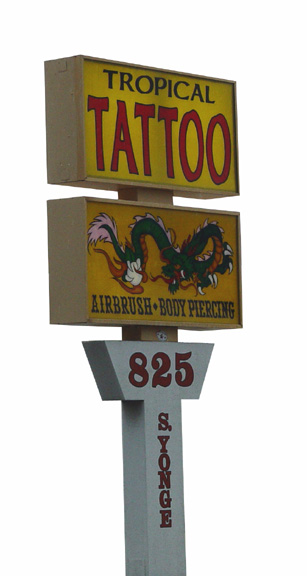 TROPICAL
TATTOO
AIRBRUSH • BODY PIERCING
825
S. YONGE